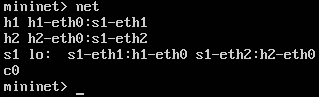 mininet> net
h1 h1-eth0:s1-eth1
h2 h2-eth0:s1-eth2
s1 lo:  s1-eth1:h1-eth0 s1-eth2:h2-eth0
c0
mininet> _